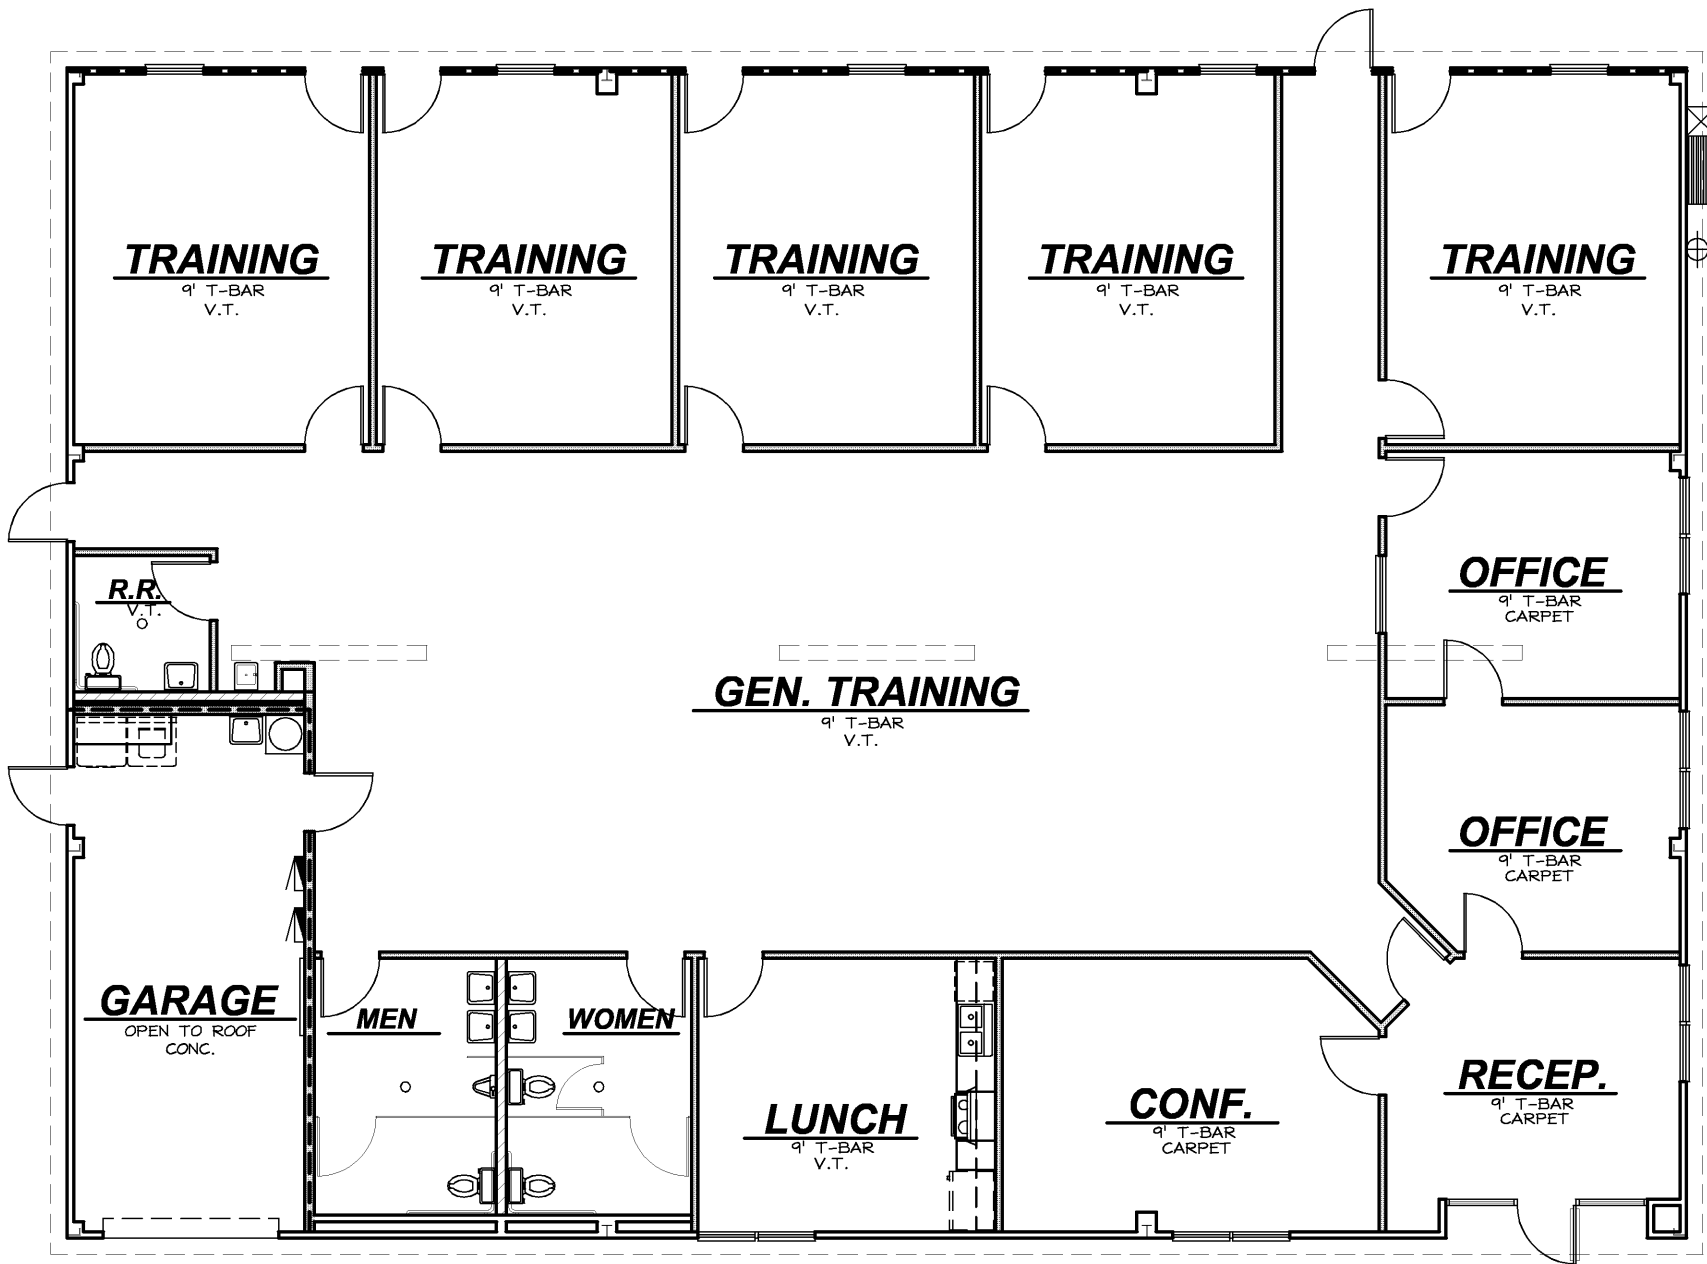 TRAINING
9' T-BAR
V.T.
TRAINING
9' T-BAR
V.T.
TRAINING
9' T-BAR
V.T.
TRAINING
9' T-BAR
V.T.
TRAINING
9' T-BAR
V.T.
R.R.
V.T.
OFFICE
9' T-BAR
CARPET
GEN. TRAINING
9' T-BAR
V.T.
OFFICE
9' T-BAR
CARPET
GARAGE
OPEN TO ROOF
CONC.
MEN
WOMEN
LUNCH
9' T-BAR
V.T.
CONF.
9' T-BAR
CARPET
RECEP.
9' T-BAR
CARPET